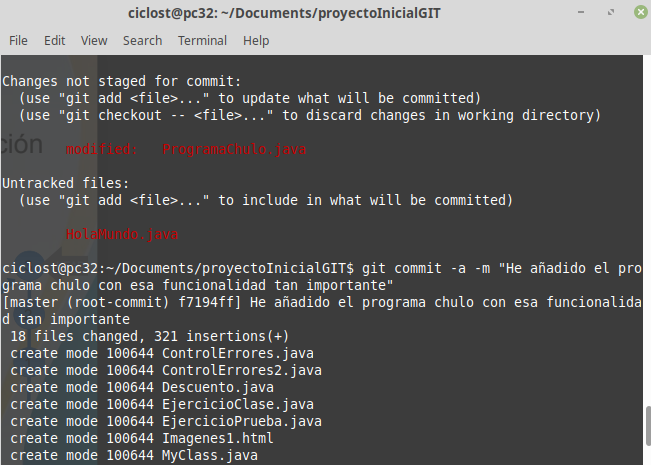 ciclost@pc32: ~/Documents/proyectoInicialGIT
File Edit View Search Terminal Help
Changes not staged for commit:
(use "git add <file>..." to update what will be committed)
(use "git checkout -- <file>..." to discard changes in working directory)
ción
modified: ProgramaChulo.java
Untracked files:
(use "git add <file>..." to include in what will be committed)
HolaMundo.java
ciclost@pc32:~/Documents/proyectoInicialGIT$ git commit -a -m "He añadido el pro
grama chulo con esa funcionalidad tan importante"
[master (root-commit) f7194ff] He añadido el programa chulo con esa funcionalida
d tan importante
18 files changed, 321 insertions(+)
create mode 100644 ControlErrores.java
create mode 100644 ControlErrores2.java
create mode 100644 Descuento.java
create mode 100644 EjercicioClase.java
create mode 100644 EjercicioPrueba.java
create mode 100644 Imagenes1.html
create mode 100644 MyClass.java